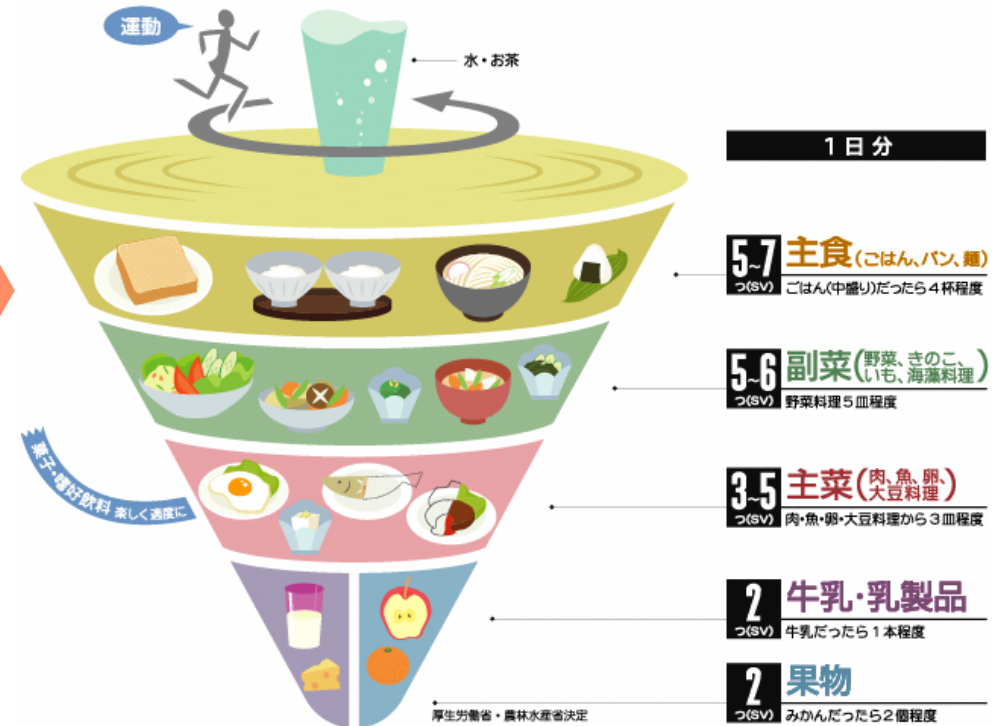 運動
水・お茶
1日分
5~7
つ(SV)
主食(ごはん、パン、麺)
ごはん(中盛り)だったら4杯程度
5~6
つ(SV)
副菜(野菜、きのこ、
いも、海藻料理)
野菜料理5皿程度
菓子・嗜好飲料 楽しく適度に
3~5
つ(SV)
主菜(肉、魚、卵、
大豆料理)
肉・魚・卵・大豆料理から3皿程度
2
つ(SV)
牛乳・乳製品
牛乳だったら1本程度
2
つ(SV)
果物
みかんだったら2個程度
厚生労働省・農林水産省決定